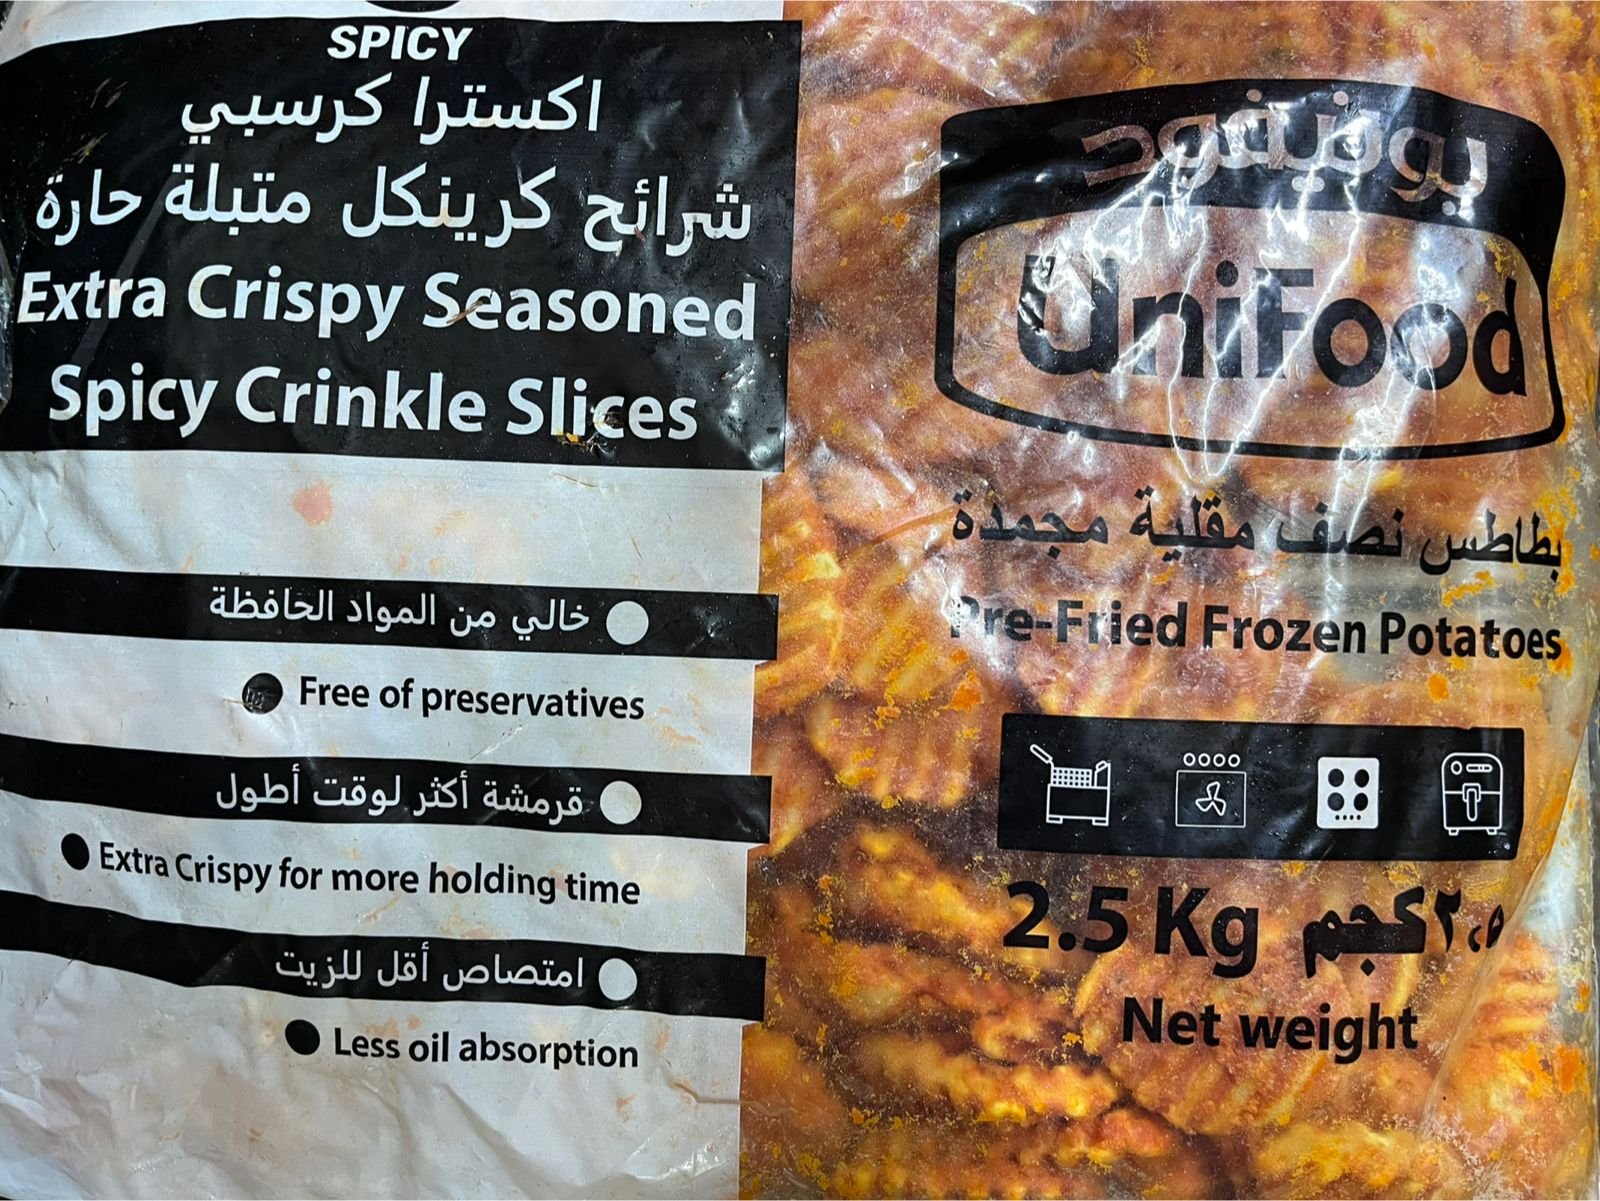 SPICY
اكسترا كرسبي
شرائح كرينكل متبلة حارة
Extra Crispy Seasoned
Spicy Crinkle Slices
خالي من المواد الحافظة
Free of preservatives
قرمشة أكثر لوقت أطول
Extra Crispy for more holding time
امتصاص أقل للزيت
Less oil absorption
يونيفود
UniFood
بطاطس نصف مقلية مجمدة
Pre-Fried Frozen Potatoes
2.5 Kg ٢،٥ كجم
Net weight